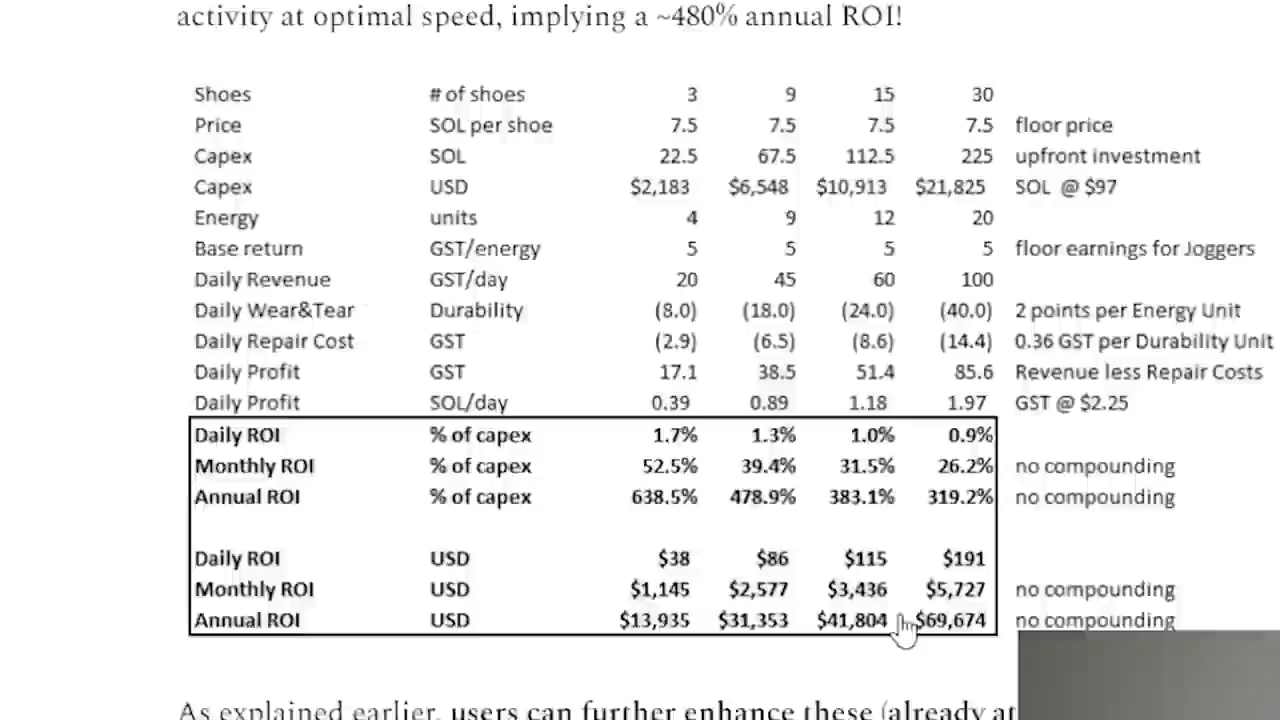 activity at optimal speed, implying a ~480% annual ROI!
Shoes # of shoes 3 9 15 30
Price SOL per shoe 7.5 7.5 7.5 7.5 floor price
Capex SOL 22.5 67.5 112.5 225 upfront investment
Capex USD $2,183 $6,548 $10,913 $21,825 SOL @ $97
Energy units 4 9 12 20
Base return GST/energy 5 5 5 5 floor earnings for Joggers
Daily Revenue GST/day 20 45 60 100
Daily Wear&Tear Durability (8.0) (18.0) (24.0) (40.0) 2 points per Energy Unit
Daily Repair Cost GST (2.9) (6.5) (8.6) (14.4) 0.36 GST per Durability Unit
Daily Profit GST 17.1 38.5 51.4 85.6 Revenue less Repair Costs
Daily Profit SOL/day 0.39 0.89 1.18 1.97 GST @ $2.25
Daily ROI % of capex 1.7% 1.3% 1.0% 0.9%
Monthly ROI % of capex 52.5% 39.4% 31.5% 26.2% no compounding
Annual ROI % of capex 638.5% 478.9% 383.1% 319.2% no compounding
Daily ROI USD $38 $86 $115 $191
Monthly ROI USD $1,145 $2,577 $3,436 $5,727 no compounding
Annual ROI USD $13,935 $31,353 $41,804 $69,674 no compounding
As explained earlier, users can further enhance these (already at